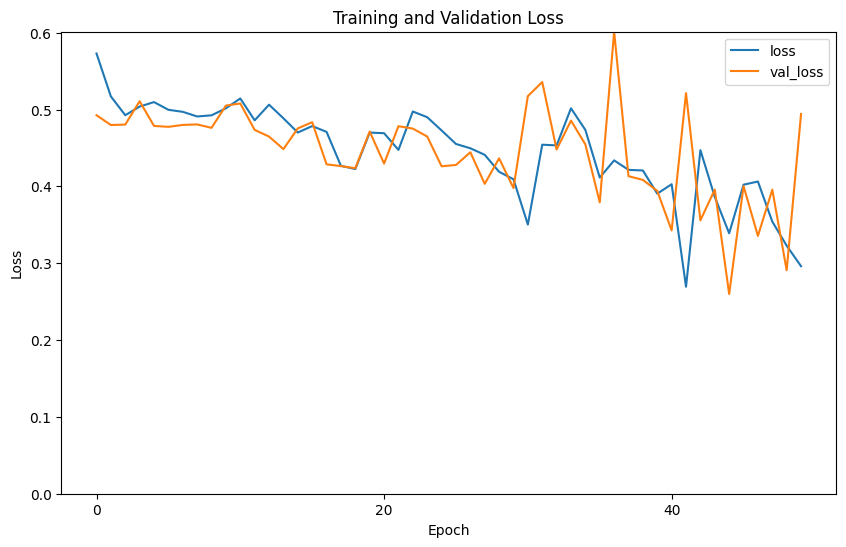 Training and Validation Loss
loss
val_loss
Loss
0.6
0.5
0.4
0.3
0.2
0.1
0.0
0
20
40
Epoch